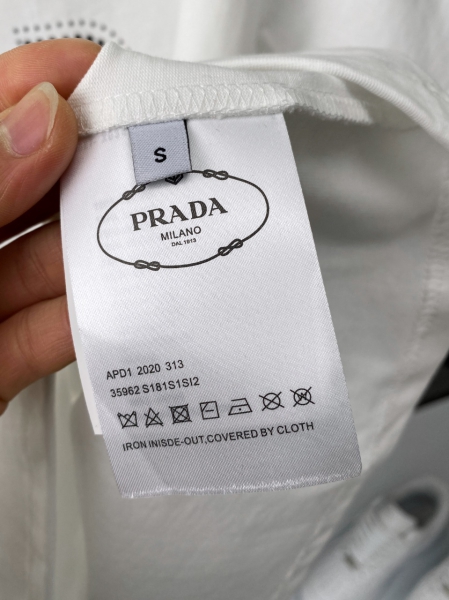 S
PRADA
MILANO
DAL 1913
APD1 2020 313
35962 S181S1SI2
IRON INISDE-OUT,COVERED BY CLOTH